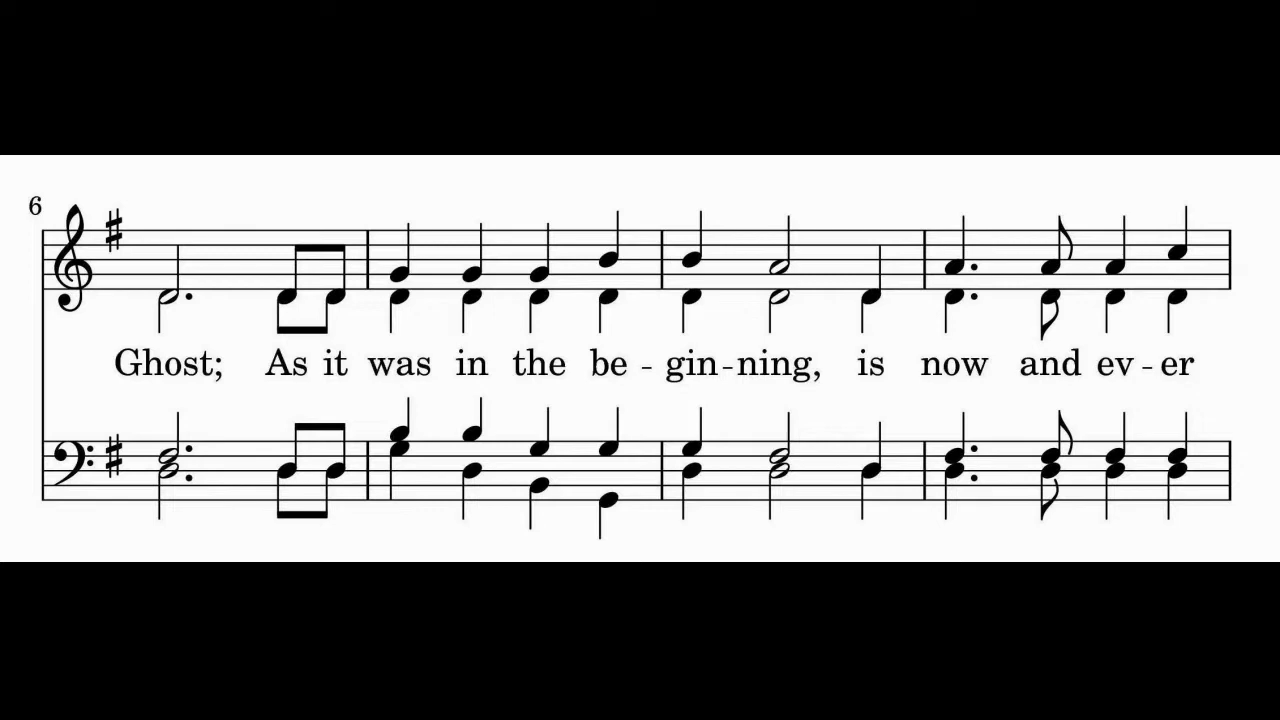 6
Ghost; As it was in the be - gin - ning, is now and ev - er